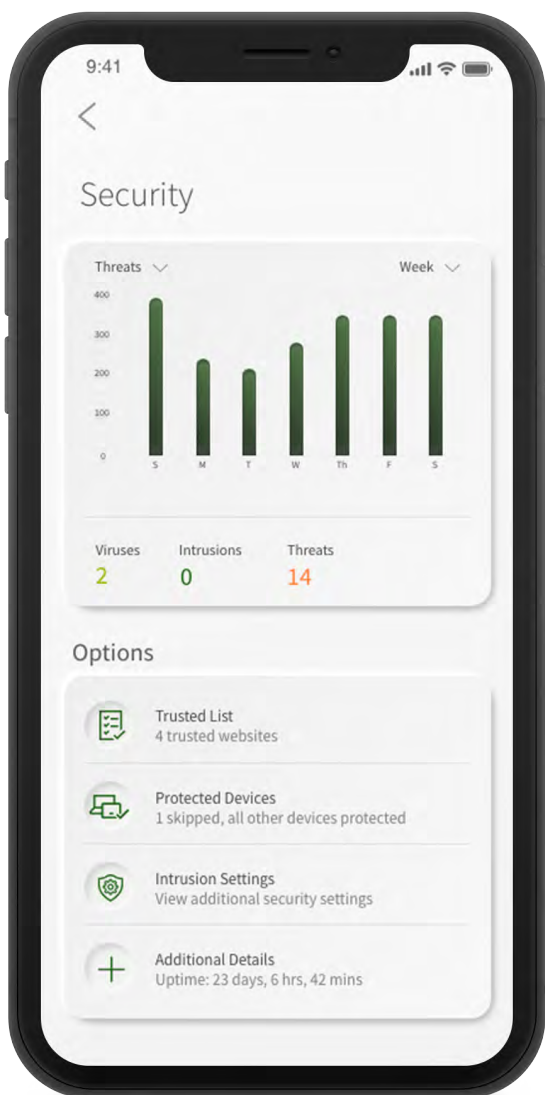 9:41
Security
Threats Week
400
300
200
100
0
S M T W Th F S
Viruses Intrusions Threats
2 0 14
Options
Trusted List
4 trusted websites
Protected Devices
1 skipped, all other devices protected
Intrusion Settings
View additional security settings
Additional Details
Uptime: 23 days, 6 hrs, 42 mins